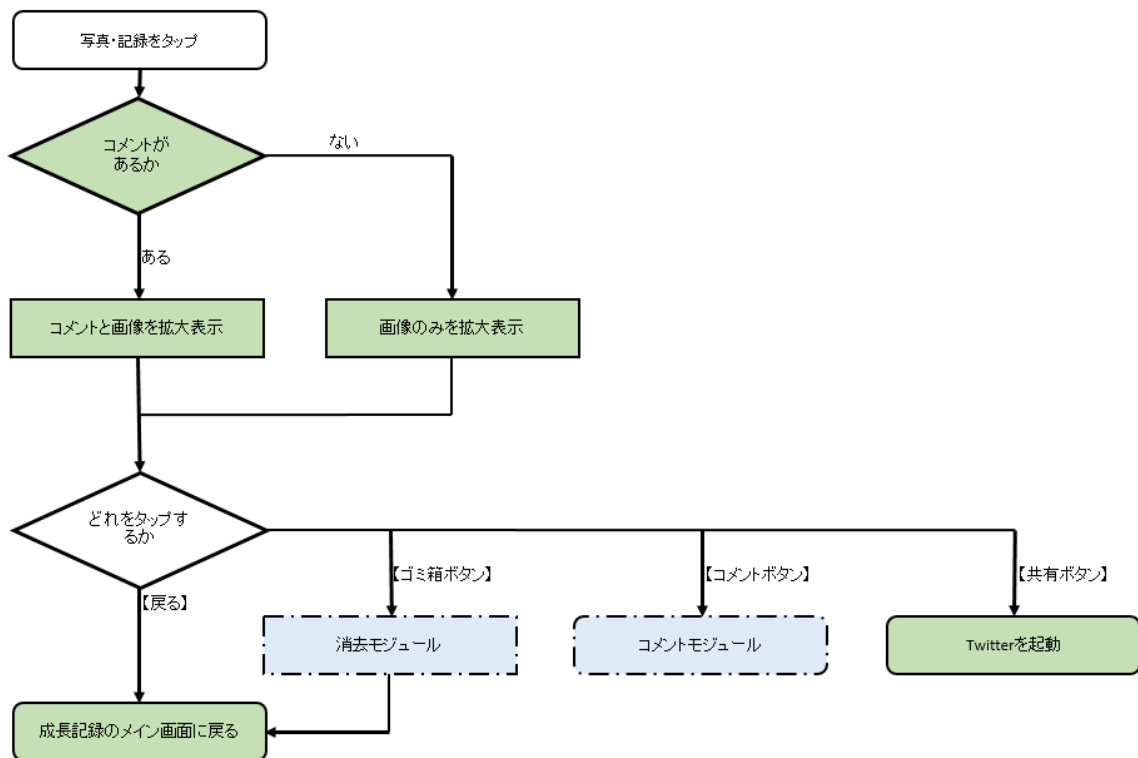 写真・記録をタップ
コメントが
あるか
ない
ある
コメントと画像を拡大表示
画像のみを拡大表示
どれをタップす
るか
【ゴミ箱ボタン】
【コメントボタン】
【共有ボタン】
【戻る】
消去モジュール
コメントモジュール
Twitterを起動
成長記録のメイン画面に戻る